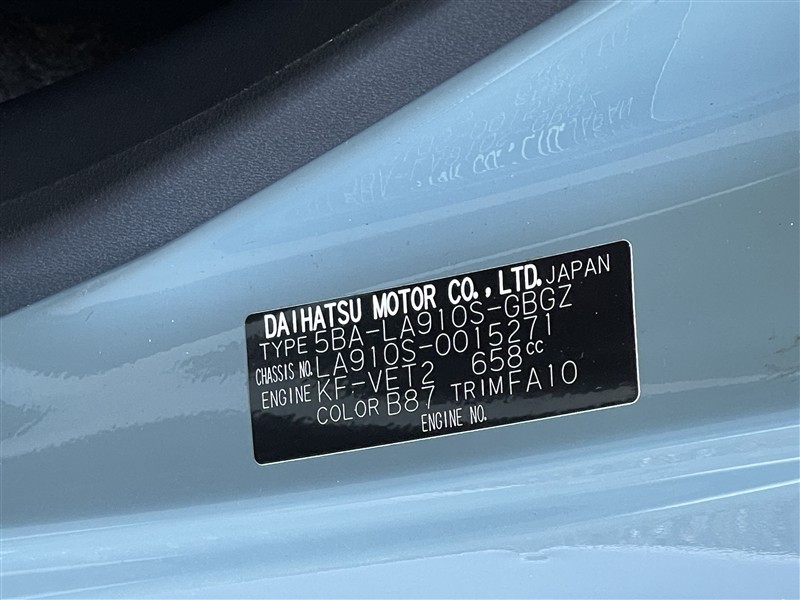 DAIHATSU MOTOR CO., LTD. JAPAN
TYPE 5BA-LA910S-GBGZ
CHASSIS NO. LA910S-0015271
ENGINE KF-VET2 658cc
COLOR B87 TRIM FA10
ENGINE NO.